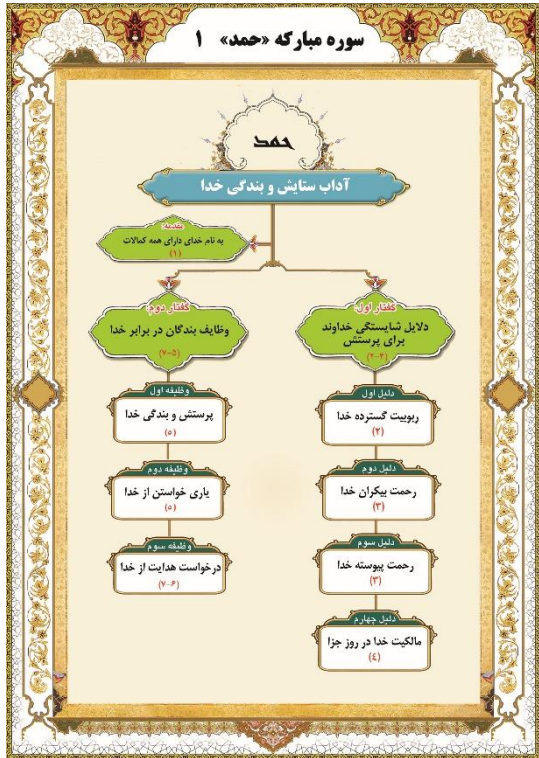 سوره مبارکه «حمد» ۱
حمد
آداب ستایش و بندگی خدا
مقدمه:
به نام خدای دارای همه کمالات
(۱)
گفتار اول:
دلایل شایستگی خداوند
برای پرستش
(۲-۴)
دلیل اول
ربوبیت گسترده خدا
(۲)
دلیل دوم
رحمت بیکران خدا
(۳)
دلیل سوم
رحمت پیوسته خدا
(۳)
دلیل چهارم
مالکیت خدا در روز جزا
(٤)
گفتار دوم:
وظایف بندگان در برابر خدا
(۷-۵)
وظیفه اول
پرستش و بندگی خدا
(۵)
وظیفه دوم
یاری خواستن از خدا
(۵)
وظیفه سوم
درخواست هدایت از خدا
(۷-۶)